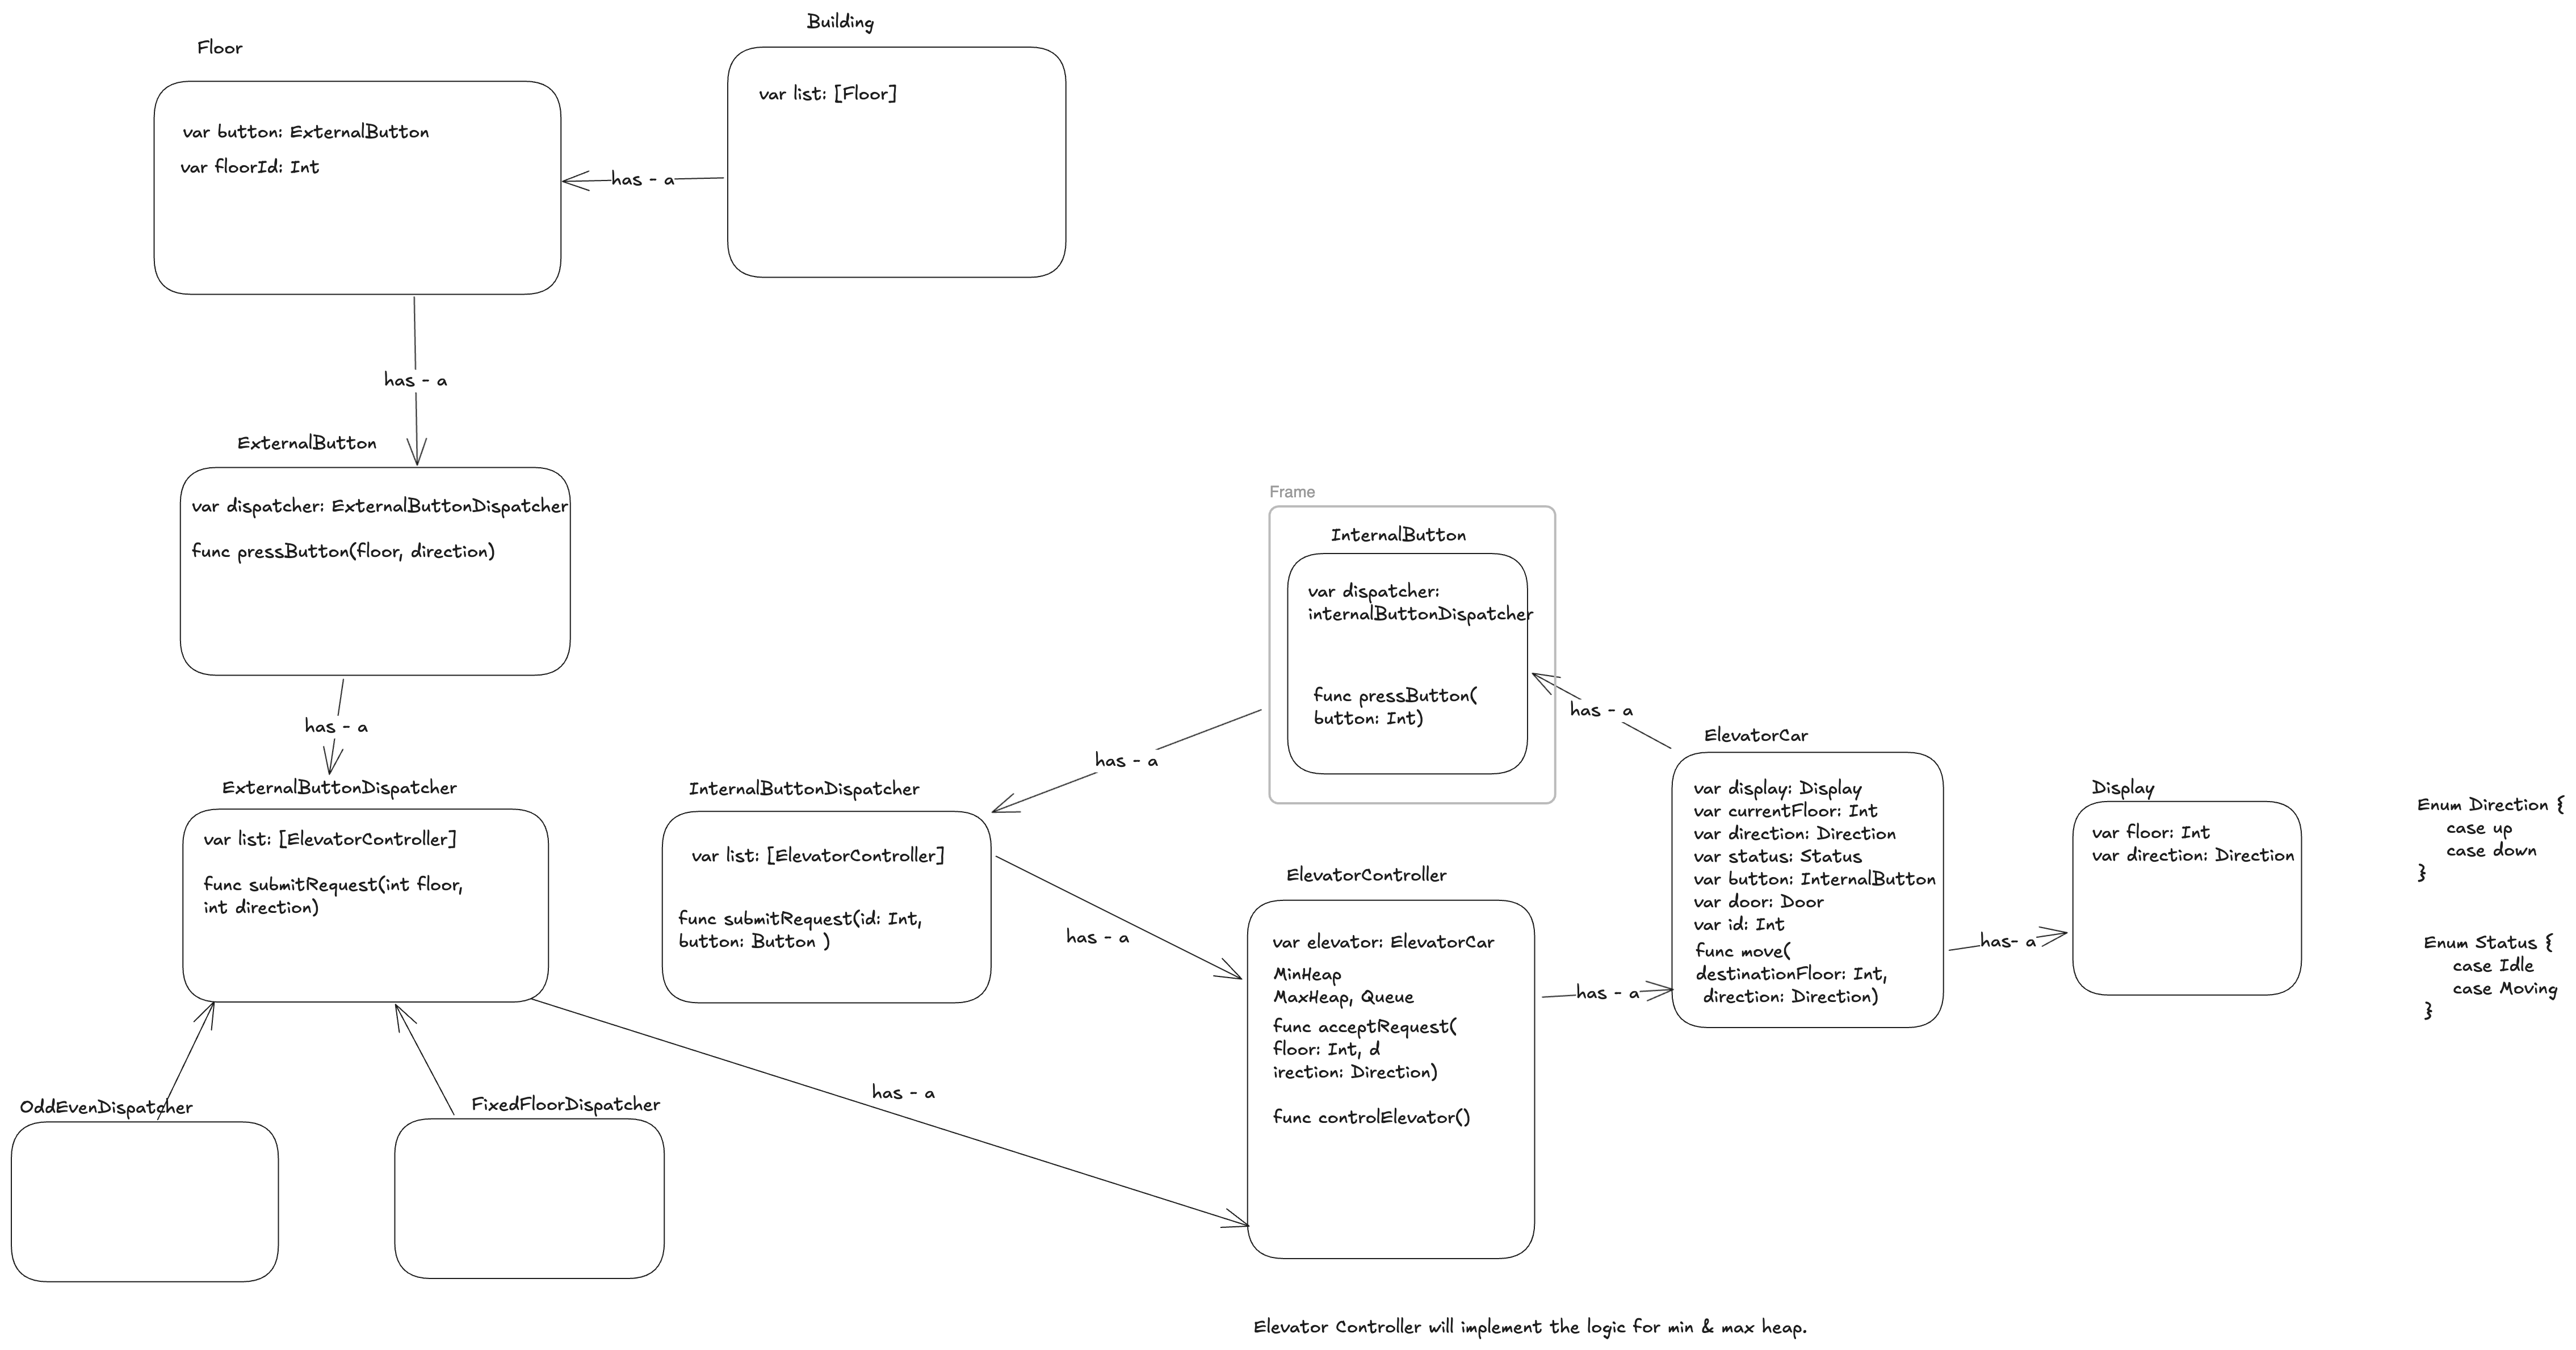 Building
Floor
var list: [Floor]
var button: ExternalButton
var floorId: Int
has - a
has - a
ExternalButton
var dispatcher: ExternalButtonDispatcher
func pressButton(floor, direction)
has - a
ExternalButtonDispatcher
var list: [ElevatorController]
func submitRequest(int floor,
int direction)
OddEvenDispatcher
FixedFloorDispatcher
has - a
Frame
InternalButton
var dispatcher:
internalButtonDispatcher
func pressButton(
button: Int)
has - a
has - a
InternalButtonDispatcher
var list: [ElevatorController]
func submitRequest(id: Int,
button: Button )
has - a
ElevatorController
var elevator: ElevatorCar
MinHeap
MaxHeap, Queue
func acceptRequest(
floor: Int, d
irection: Direction)
func controlElevator()
has - a
ElevatorCar
var display: Display
var currentFloor: Int
var direction: Direction
var status: Status
var button: InternalButton
var door: Door
var id: Int
func move(
destinationFloor: Int,
direction: Direction)
has- a
Display
var floor: Int
var direction: Direction
Enum Direction {
case up
case down
}
Enum Status {
case Idle
case Moving
}
Elevator Controller will implement the logic for min & max heap.